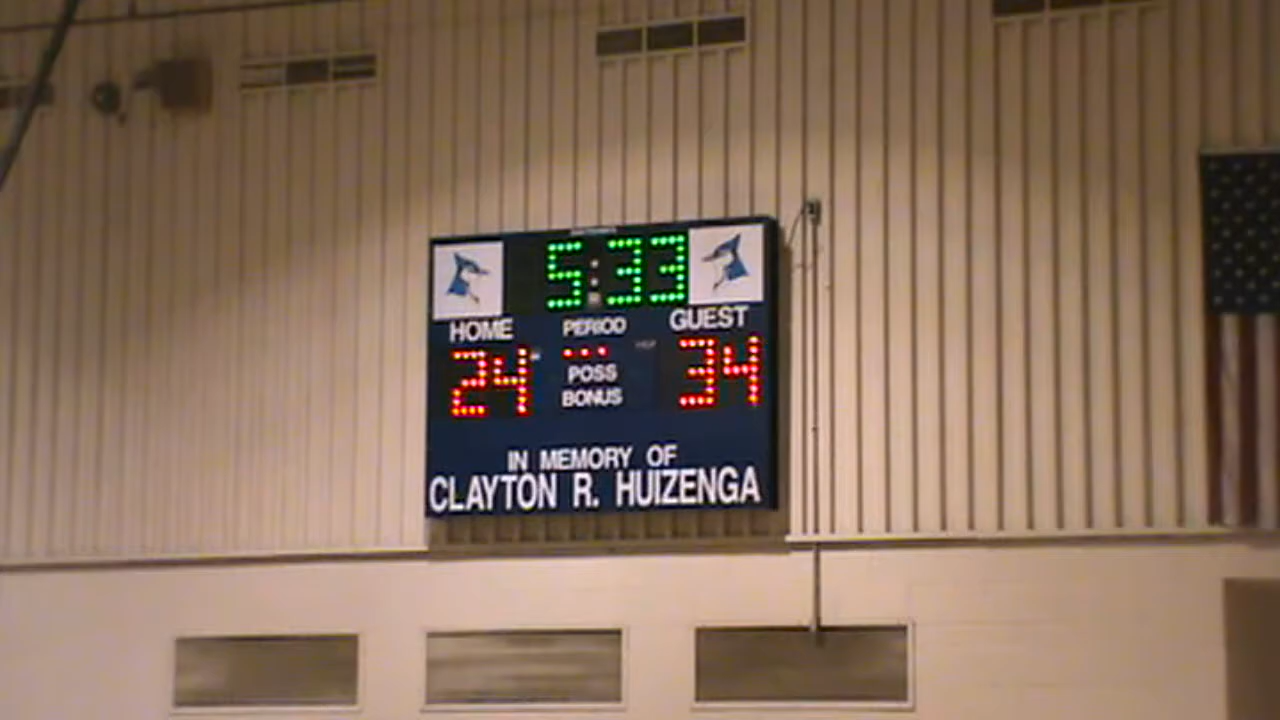 5:33
HOME PERIOD GUEST
24 34
POSS
BONUS
IN MEMORY OF
CLAYTON R. HUIZENGA